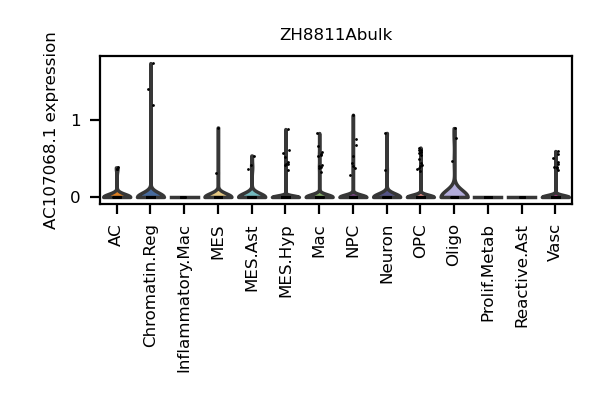 ZH8811Abulk
AC107068.1 expression
1
0
AC
Chromatin.Reg
Inflammatory.Mac
MES
MES.Ast
MES.Hyp
Mac
NPC
Neuron
OPC
Oligo
Prolif.Metab
Reactive.Ast
Vasc